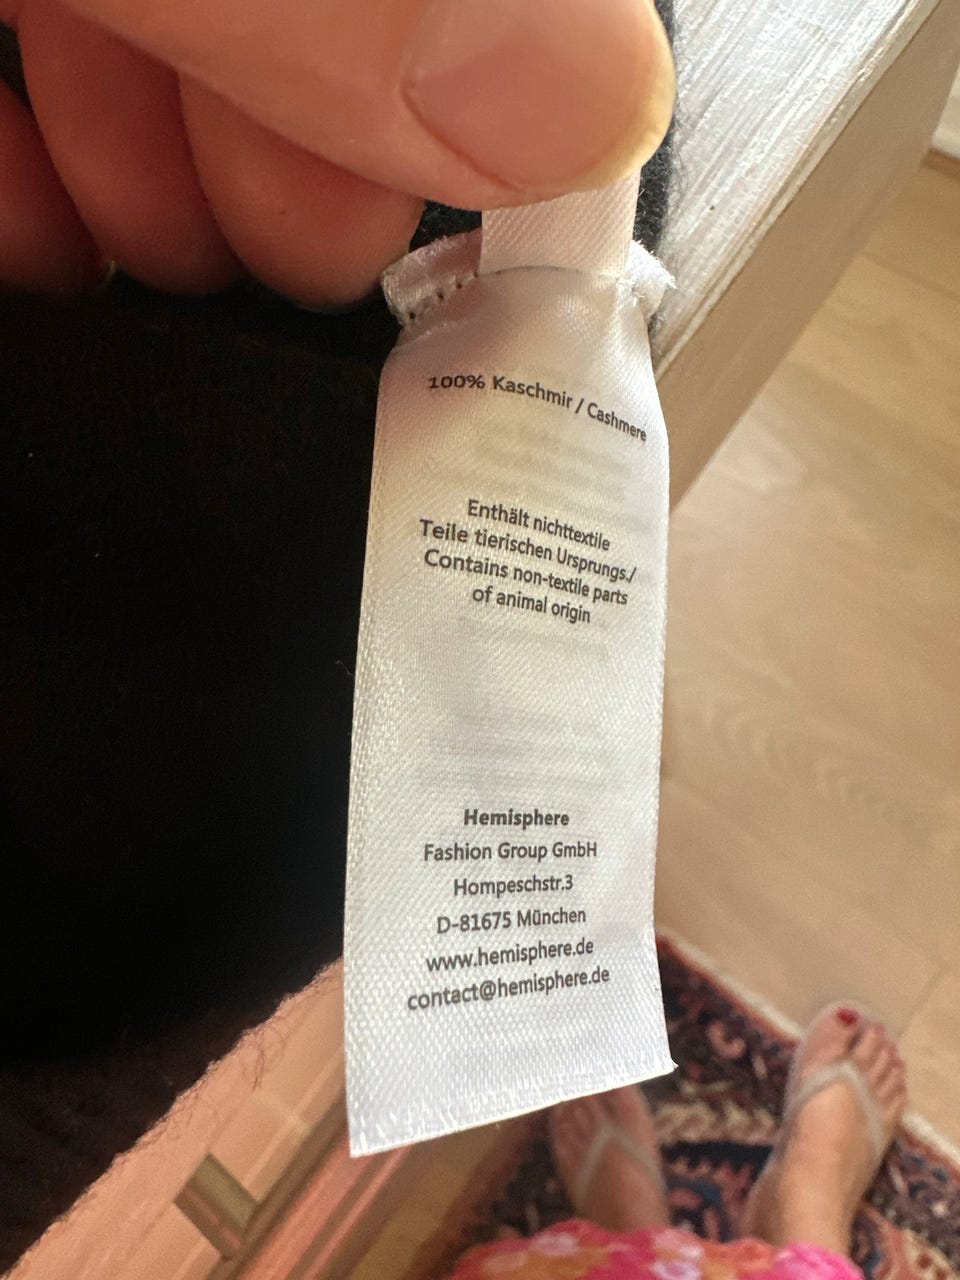 100% Kaschmir / Cashmere
Enthält nichttextile
Teile tierischen Ursprungs./
Contains non-textile parts
of animal origin
Hemisphere
Fashion Group GmbH
Hompeschstr.3
D-81675 München
www.hemisphere.de
contact@hemisphere.de